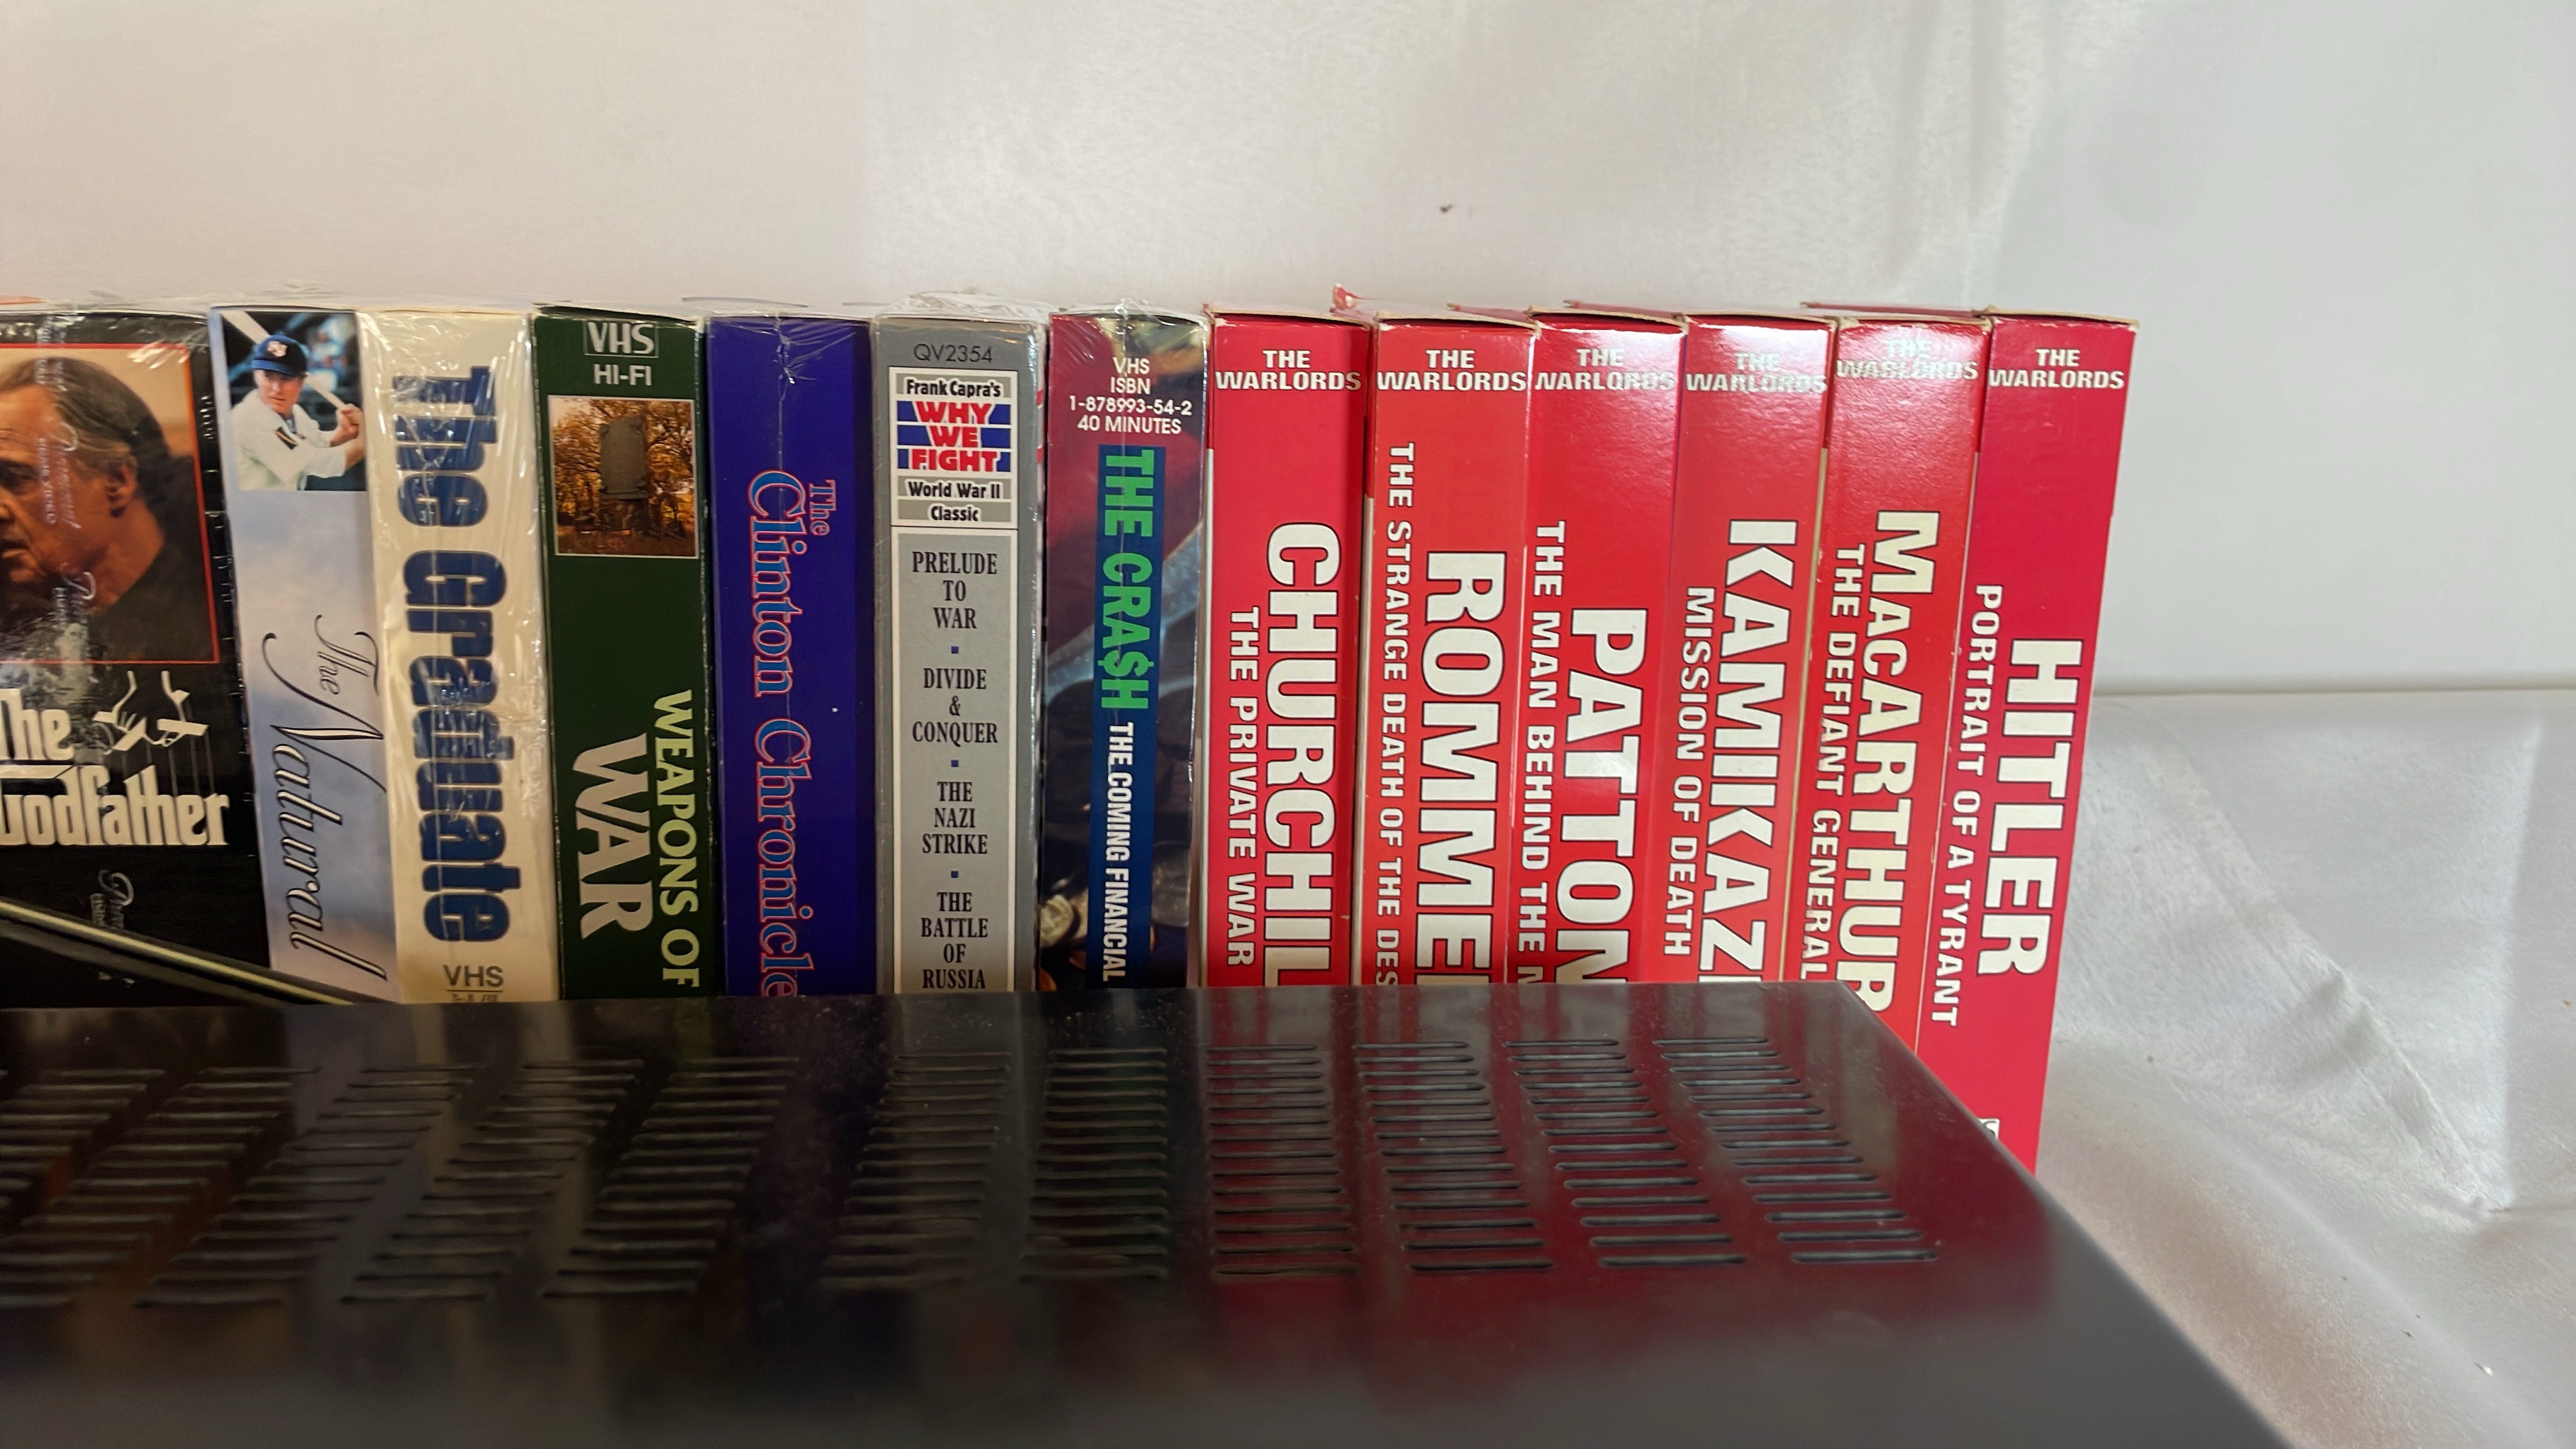 The
Godfather
The
Natural
The Graduate
VHS
VHS
HI-FI
WEAPONS OF
WAR
The
Clinton Chronicle
QV2354
Frank Capra's
WHY
WE
FIGHT
World War II
Classic
PRELUDE
TO
WAR
DIVIDE
&
CONQUER
THE
NAZI
STRIKE
THE
BATTLE
OF
RUSSIA
VHS
ISBN
1-878993-54-2
40 MINUTES
THE CRA$H THE COMING FINANCIAL
THE
WARLORDS
CHURCHIL
THE PRIVATE WAR
THE
WARLORDS
ROMME
THE STRANGE DEATH OF THE DES
THE
WARLORDS
PATTON
THE MAN BEHIND THE
THE
WARLORDS
KAMIKAZ
MISSION OF DEATH
THE
WARLORDS
MACARTHUR
THE DEFIANT GENERAL
THE
WARLORDS
HITLER
PORTRAIT OF A TYRANT